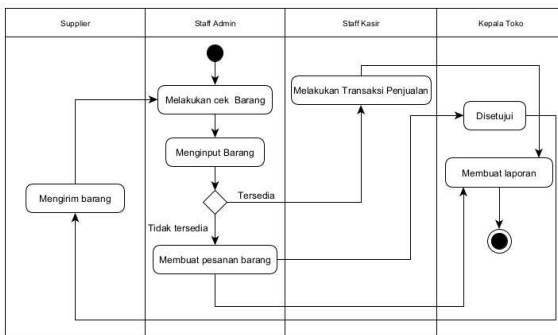 Supplier
Staff Admin
Staff Kasir
Kepala Toko
Melakukan cek Barang
Melakukan Transaksi Penjualan
Disetujui
Menginput Barang
Membuat laporan
Mengirim barang
Tersedia
Tidak tersedia
Membuat pesanan barang